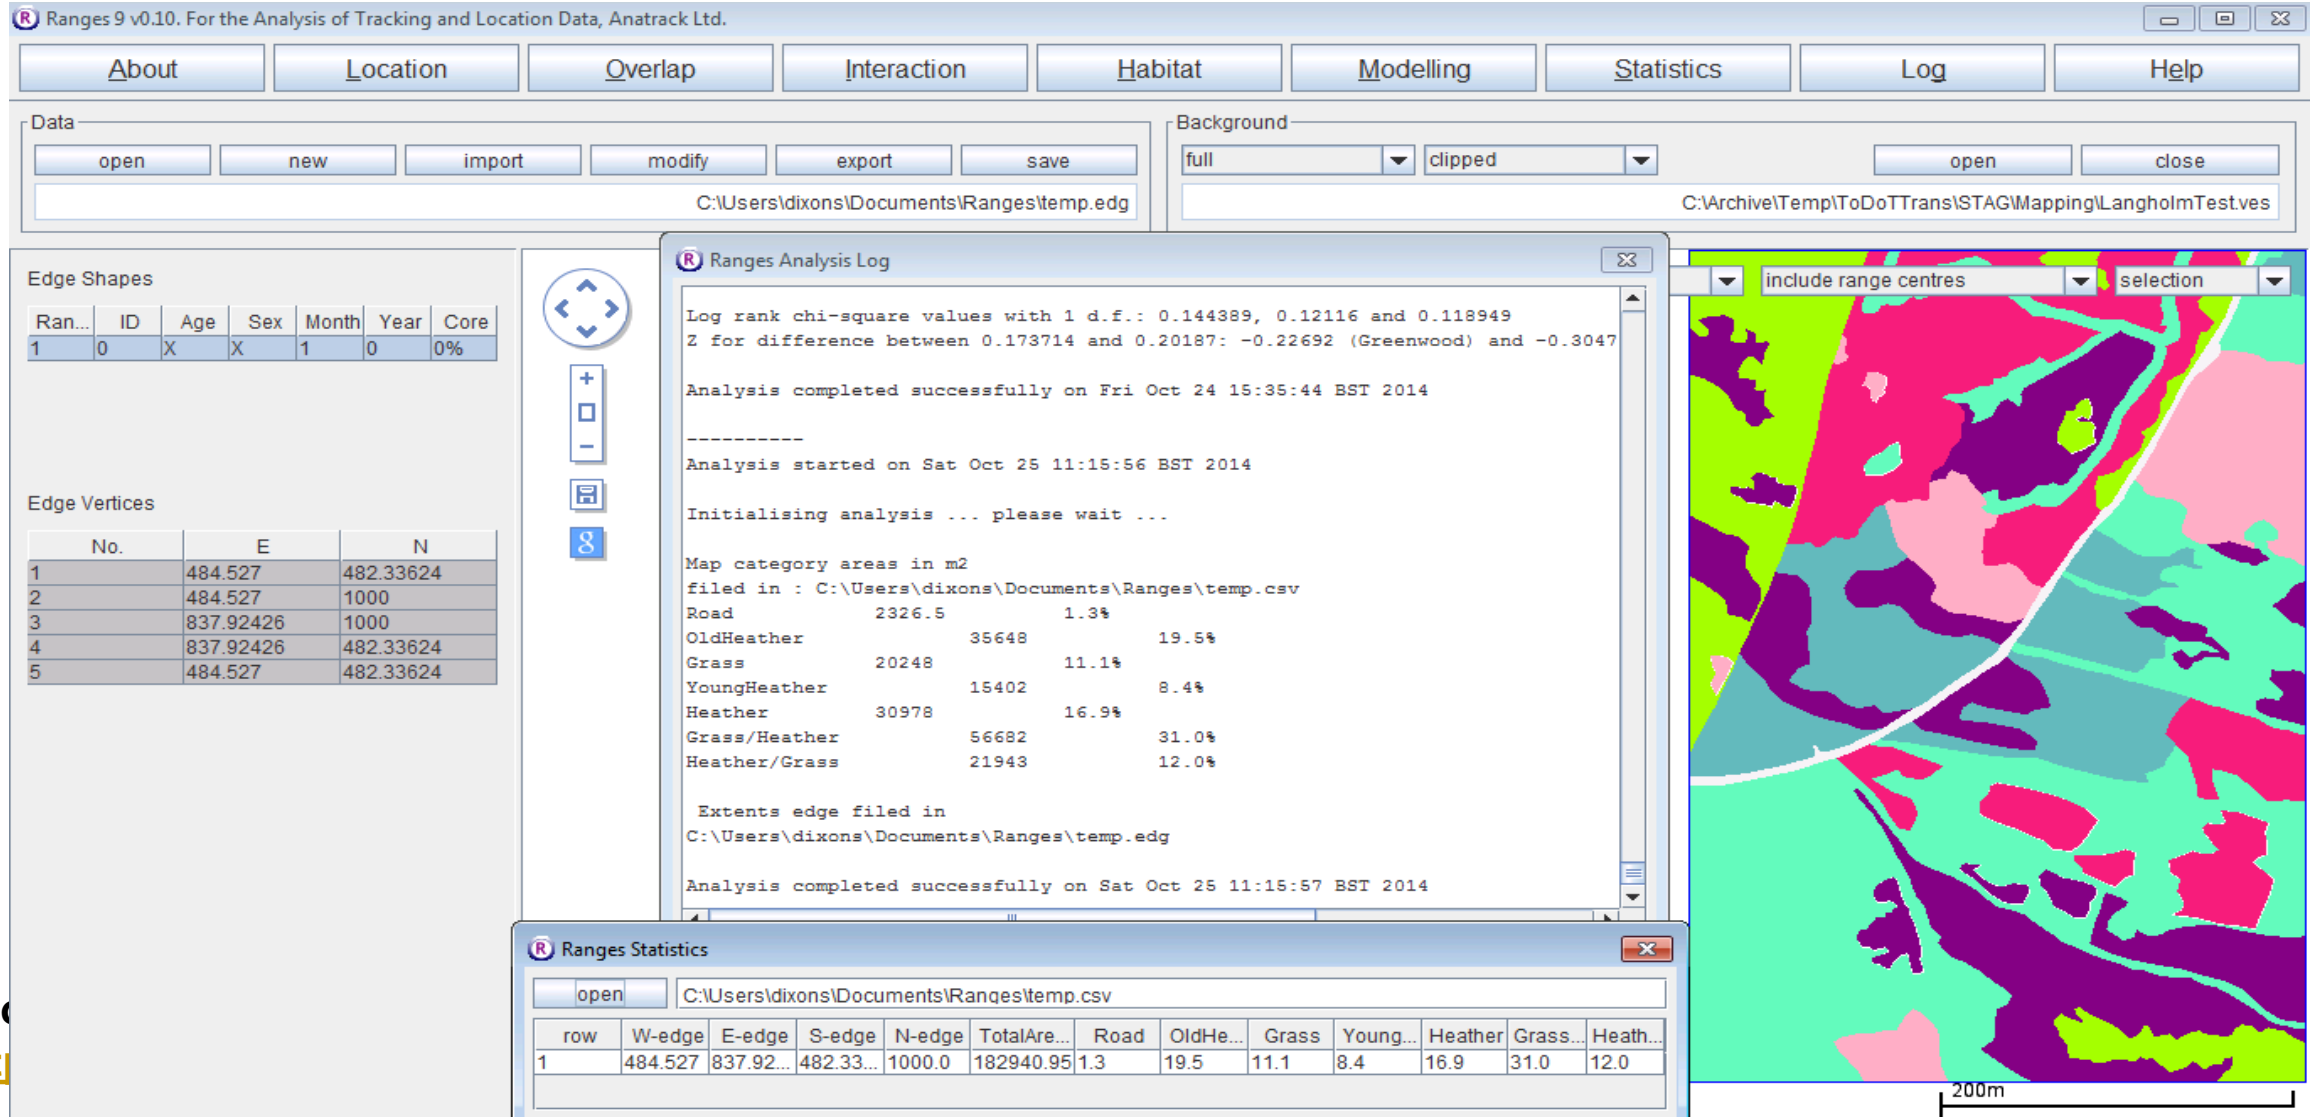 Ranges 9 v0.10. For the Analysis of Tracking and Location Data, Anatrack Ltd.
About Location Overlap Interaction Habitat Modelling Statistics Log Help
Data
open new import modify export save
C:\Users\dixons\Documents\Ranges\temp.edg
Background
full clipped open close
C:\Archive\Temp\ToDoTTrans\STAG\Mapping\LangholmTest.ves
Edge Shapes
Ran... ID Age Sex Month Year Core
1 0 X X 1 0 0%
Edge Vertices
No. E N
1 484.527 482.33624
2 484.527 1000
3 837.92426 1000
4 837.92426 482.33624
5 484.527 482.33624
+
−
8
Ranges Analysis Log
Log rank chi-square values with 1 d.f.: 0.144389, 0.12116 and 0.118949
Z for difference between 0.173714 and 0.20187: -0.22692 (Greenwood) and -0.3047
Analysis completed successfully on Fri Oct 24 15:35:44 BST 2014
----------
Analysis started on Sat Oct 25 11:15:56 BST 2014
Initialising analysis ... please wait ...
Map category areas in m2
filed in : C:\Users\dixons\Documents\Ranges\temp.csv
Road 2326.5 1.3%
OldHeather 35648 19.5%
Grass 20248 11.1%
YoungHeather 15402 8.4%
Heather 30978 16.9%
Grass/Heather 56682 31.0%
Heather/Grass 21943 12.0%
Extents edge filed in
C:\Users\dixons\Documents\Ranges\temp.edg
Analysis completed successfully on Sat Oct 25 11:15:57 BST 2014
include range centres selection
Ranges Statistics
open C:\Users\dixons\Documents\Ranges\temp.csv
row W-edge E-edge S-edge N-edge TotalAre... Road OldHe... Grass Young... Heather Grass... Heath...
1 484.527 837.92... 482.33... 1000.0 182940.95 1.3 19.5 11.1 8.4 16.9 31.0 12.0
200m